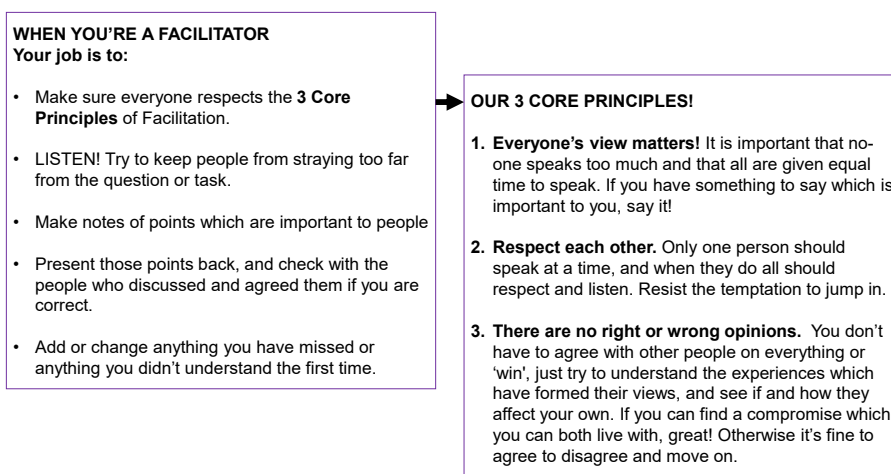 WHEN YOU'RE A FACILITATOR
Your job is to:
• Make sure everyone respects the 3 Core
Principles of Facilitation.
• LISTEN! Try to keep people from straying too far
from the question or task.
• Make notes of points which are important to people
• Present those points back, and check with the
people who discussed and agreed them if you are
correct.
• Add or change anything you have missed or
anything you didn't understand the first time.
OUR 3 CORE PRINCIPLES!
1. Everyone's view matters! It is important that no-
one speaks too much and that all are given equal
time to speak. If you have something to say which is
important to you, say it!
2. Respect each other. Only one person should
speak at a time, and when they do all should
respect and listen. Resist the temptation to jump in.
3. There are no right or wrong opinions. You don't
have to agree with other people on everything or
‘win', just try to understand the experiences which
have formed their views, and see if and how they
affect your own. If you can find a compromise which
you can both live with, great! Otherwise it's fine to
agree to disagree and move on.